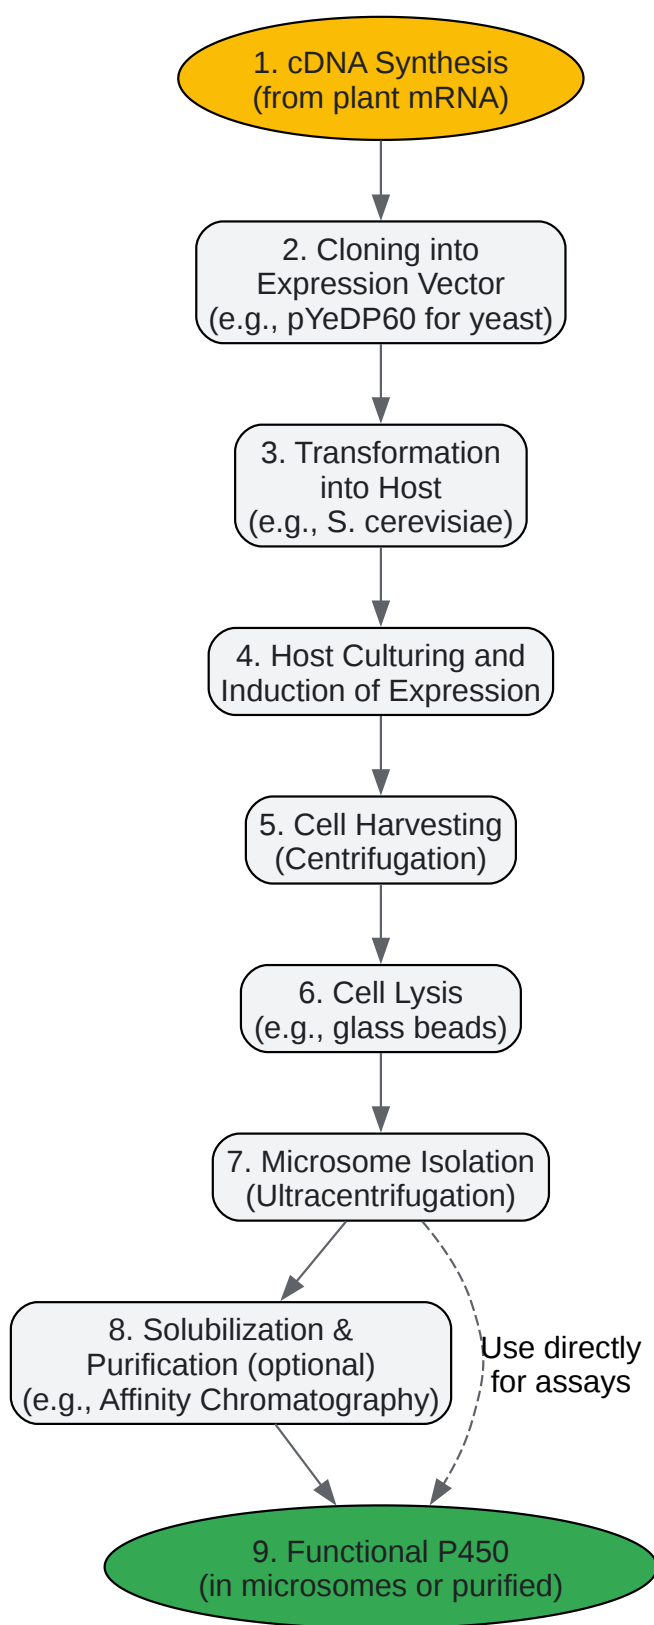 1. cDNA Synthesis
(from plant mRNA)
2. Cloning into
Expression Vector
(e.g., pYeDP60 for yeast)
3. Transformation
into Host
(e.g., S. cerevisiae)
4. Host Culturing and
Induction of Expression
5. Cell Harvesting
(Centrifugation)
6. Cell Lysis
(e.g., glass beads)
7. Microsome Isolation
(Ultracentrifugation)
8. Solubilization &
Purification (optional)
(e.g., Affinity Chromatography)
Use directly
for assays
9. Functional P450
(in microsomes or purified)